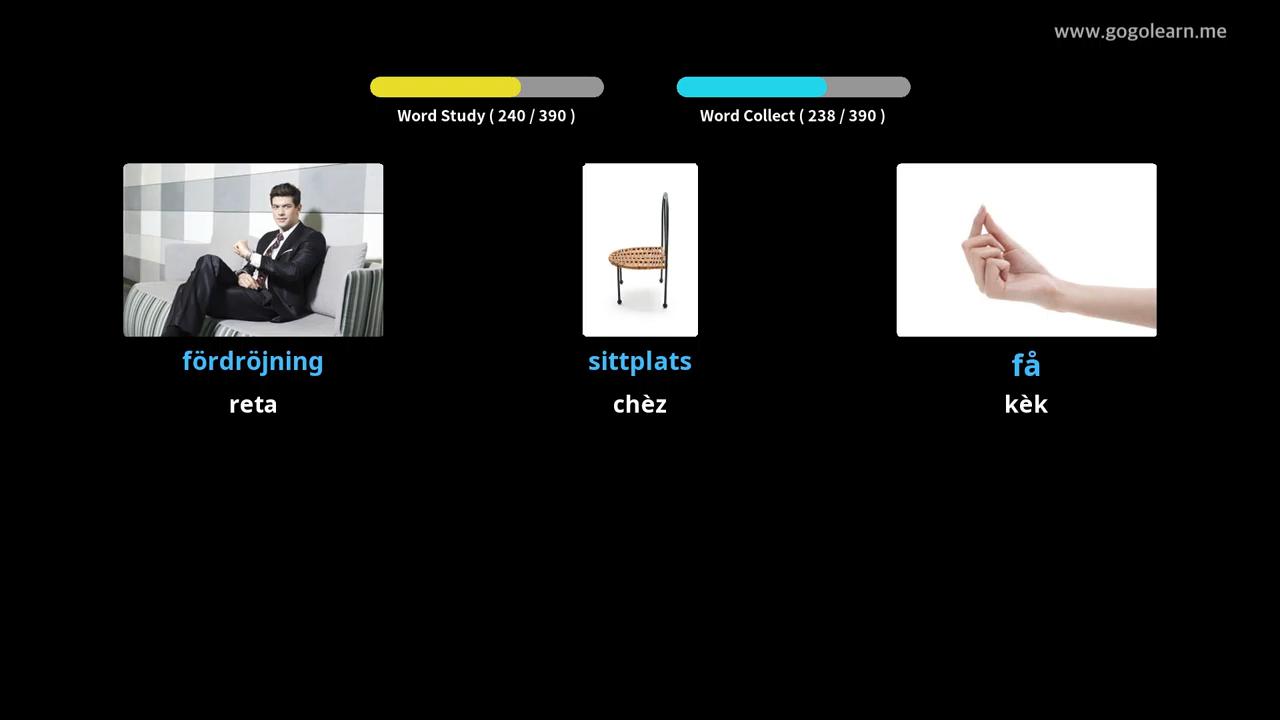 www.gogolearn.me
Word Study ( 240 / 390 )
Word Collect ( 238 / 390 )
fördröjning
sittplats
få
reta
chèz
kèk